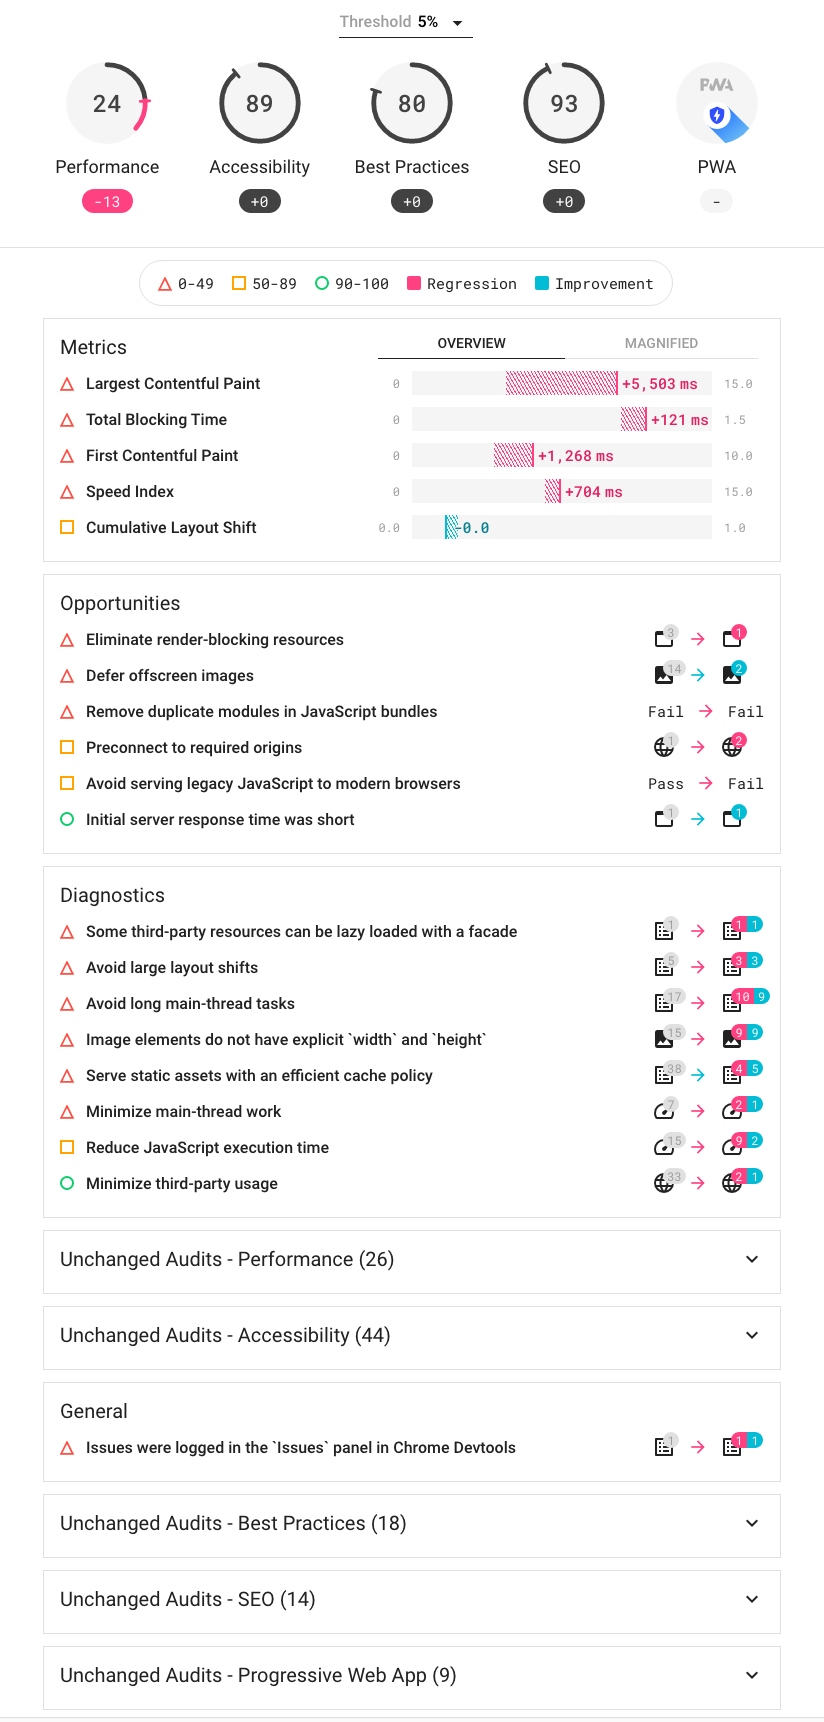 Threshold 5%
24 89 80 93 PWA
Performance Accessibility Best Practices SEO PWA
-13 +0 +0 +0 -
0-49 50-89 90-100 Regression Improvement
Metrics OVERVIEW MAGNIFIED
Largest Contentful Paint 0 +5,503 ms 15.0
Total Blocking Time 0 +121 ms 1.5
First Contentful Paint 0 +1,268 ms 10.0
Speed Index 0 +704 ms 15.0
Cumulative Layout Shift 0.0 -0.0 1.0
Opportunities
Eliminate render-blocking resources 3 → 1
Defer offscreen images 14 → 2
Remove duplicate modules in JavaScript bundles Fail → Fail
Preconnect to required origins 1 → 2
Avoid serving legacy JavaScript to modern browsers Pass → Fail
Initial server response time was short 1 → 1
Diagnostics
Some third-party resources can be lazy loaded with a facade 1 → 1 1
Avoid large layout shifts 5 → 3 3
Avoid long main-thread tasks 17 → 10 9
Image elements do not have explicit `width` and `height` 15 → 9 9
Serve static assets with an efficient cache policy 38 → 4 5
Minimize main-thread work 7 → 2 1
Reduce JavaScript execution time 15 → 9 2
Minimize third-party usage 33 → 2 1
Unchanged Audits - Performance (26)
Unchanged Audits - Accessibility (44)
General
Issues were logged in the `Issues` panel in Chrome Devtools 1 → 1 1
Unchanged Audits - Best Practices (18)
Unchanged Audits - SEO (14)
Unchanged Audits - Progressive Web App (9)